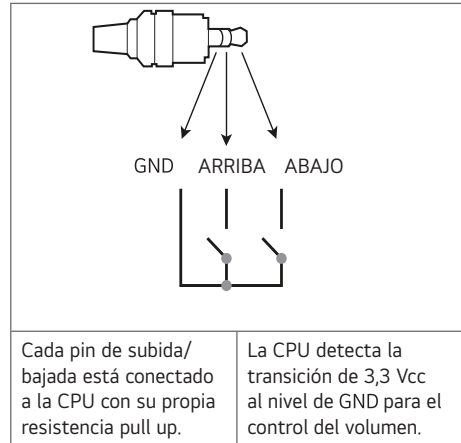 GND ARRIBA ABAJO
Cada pin de subida/
bajada está conectado
a la CPU con su propia
resistencia pull up.
La CPU detecta la
transición de 3,3 Vcc
al nivel de GND para el
control del volumen.